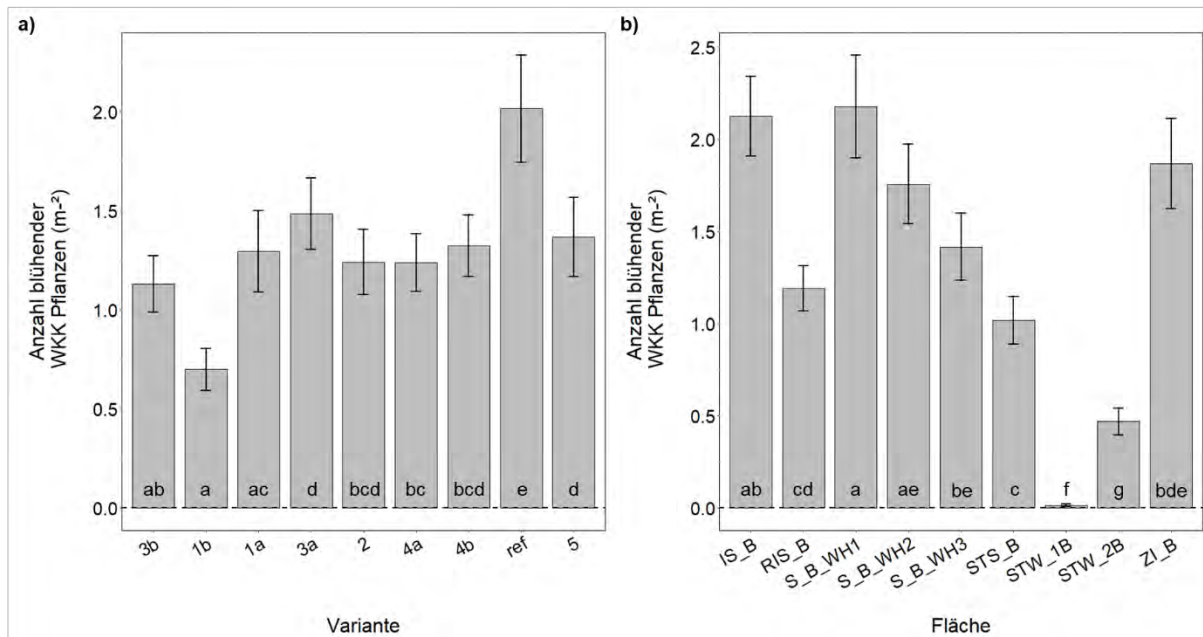 a)
Anzahl blühender
WKK Pflanzen (m-²)
2.0
1.5
1.0
0.5
0.0
ab a ac d bcd bc bcd e d
3b 1b 1a 3a 2 4a 4b ref 5
Variante
b)
Anzahl blühender
WKK Pflanzen (m-²)
2.5
2.0
1.5
1.0
0.5
0.0
ab cd a ae be c f g bde
IS_B RIS_B S_B_WH1 S_B_WH2 S_B_WH3 STS_B STW_1B STW_2B ZI_B
Fläche